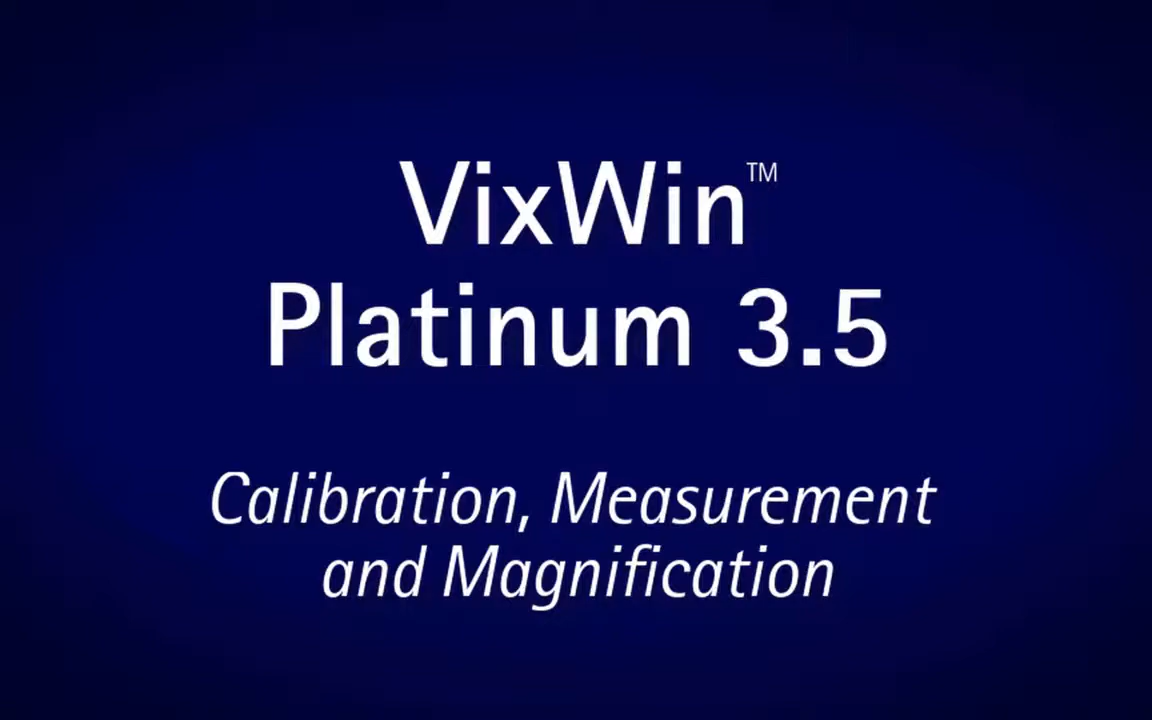 VixWin™
Platinum 3.5
Calibration, Measurement
and Magnification